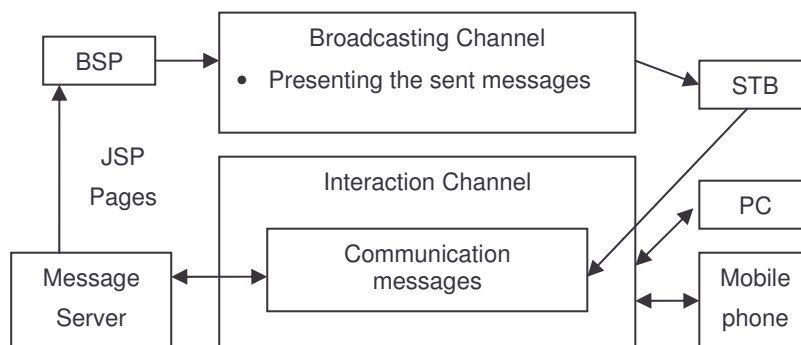 BSP
Broadcasting Channel
• Presenting the sent messages
STB
JSP
Pages
Interaction Channel
PC
Communication
messages
Message
Server
Mobile
phone